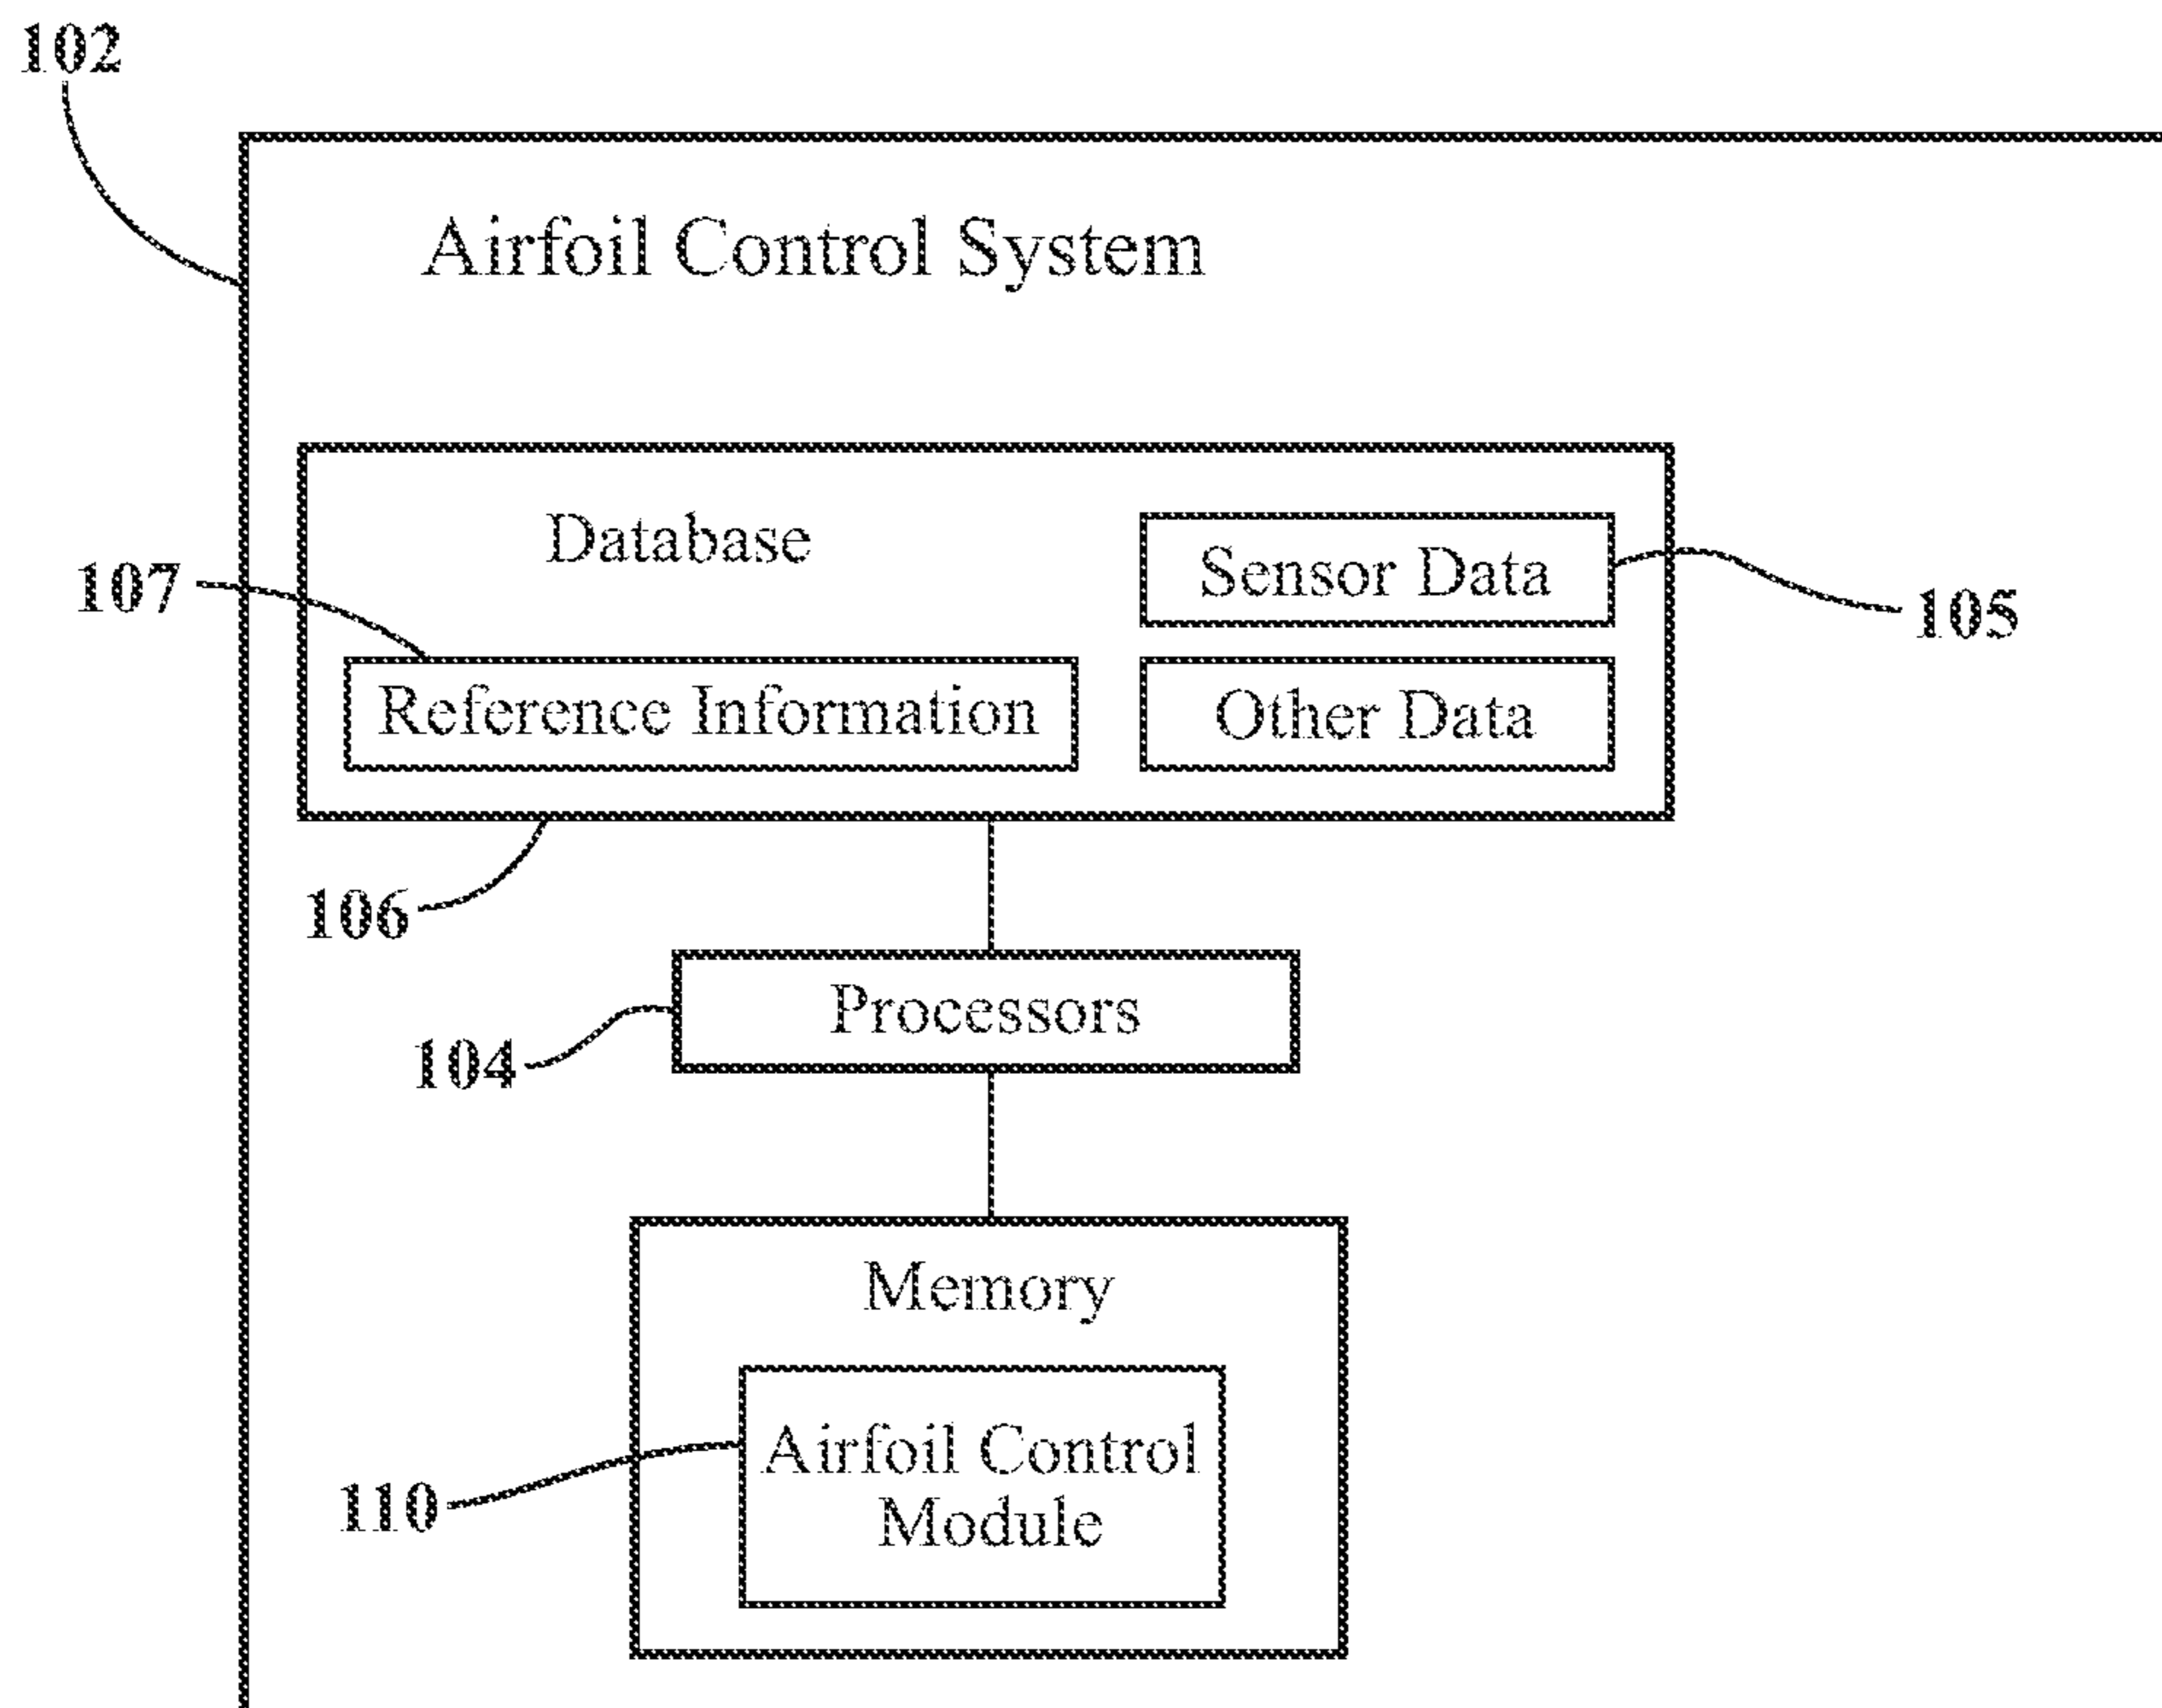 102
Airfoil Control System
Database
Sensor Data
107
105
Reference Information
Other Data
106
Processors
104
Memory
Airfoil Control
Module
110